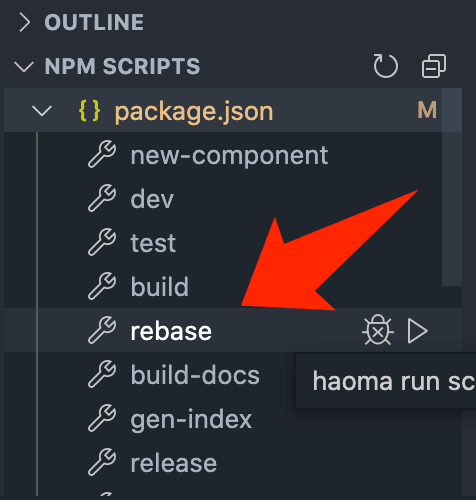 OUTLINE
NPM SCRIPTS
{} package.json M
new-component
dev
test
build
rebase
build-docs
haoma run sc
gen-index
release